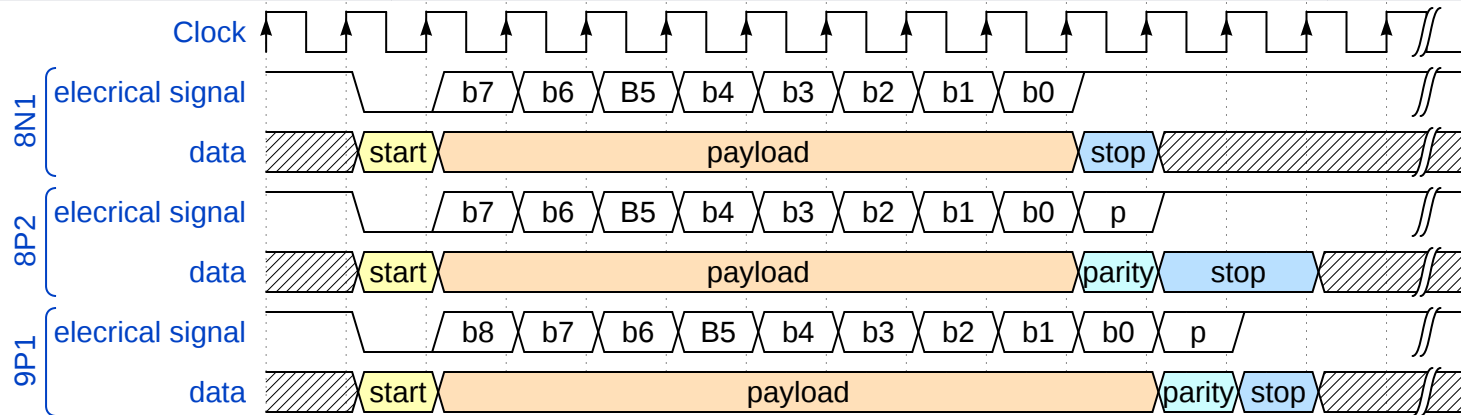 Clock
8N1
elecrical signal b7 b6 B5 b4 b3 b2 b1 b0
data start payload stop
8P2
elecrical signal b7 b6 B5 b4 b3 b2 b1 b0 p
data start payload parity stop
9P1
elecrical signal b8 b7 b6 B5 b4 b3 b2 b1 b0 p
data start payload parity stop